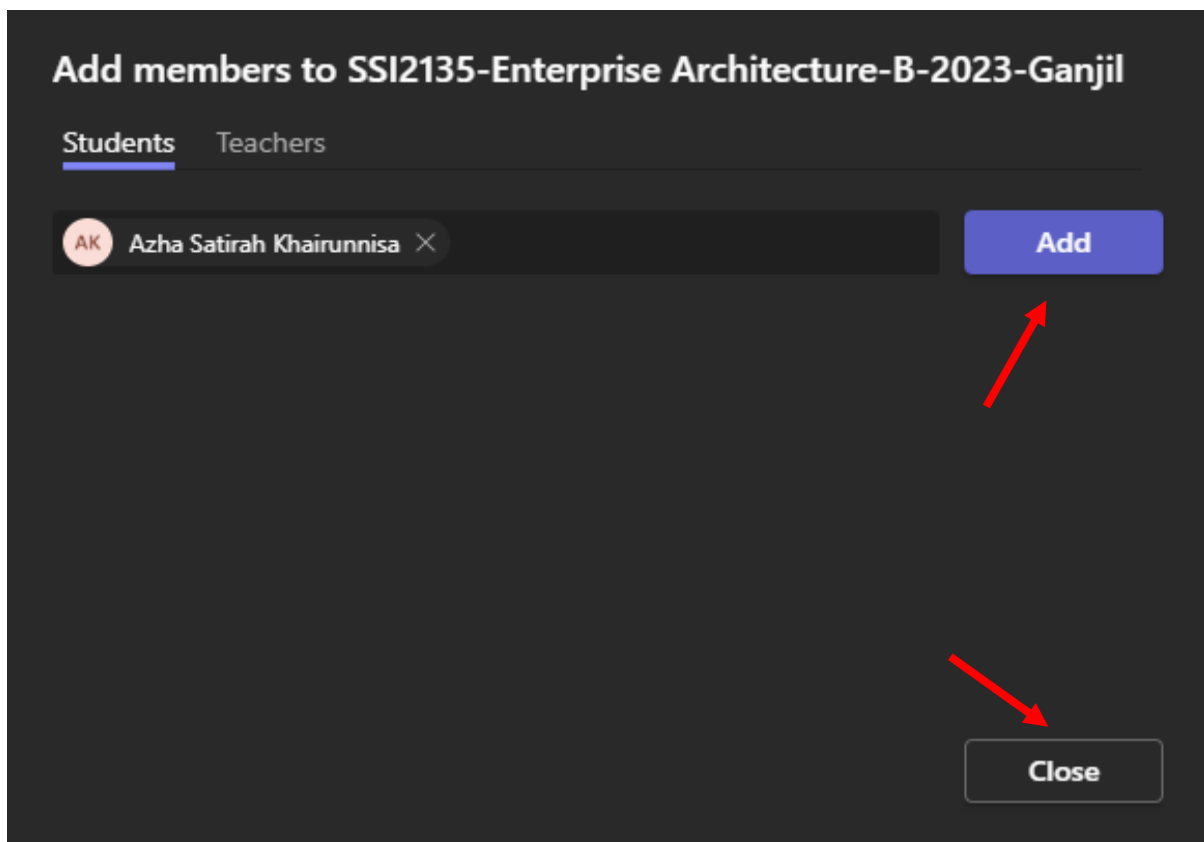 Add members to SSI2135-Enterprise Architecture-B-2023-Ganjil
Students Teachers
AK Azha Satirah Khairunnisa Add
Close